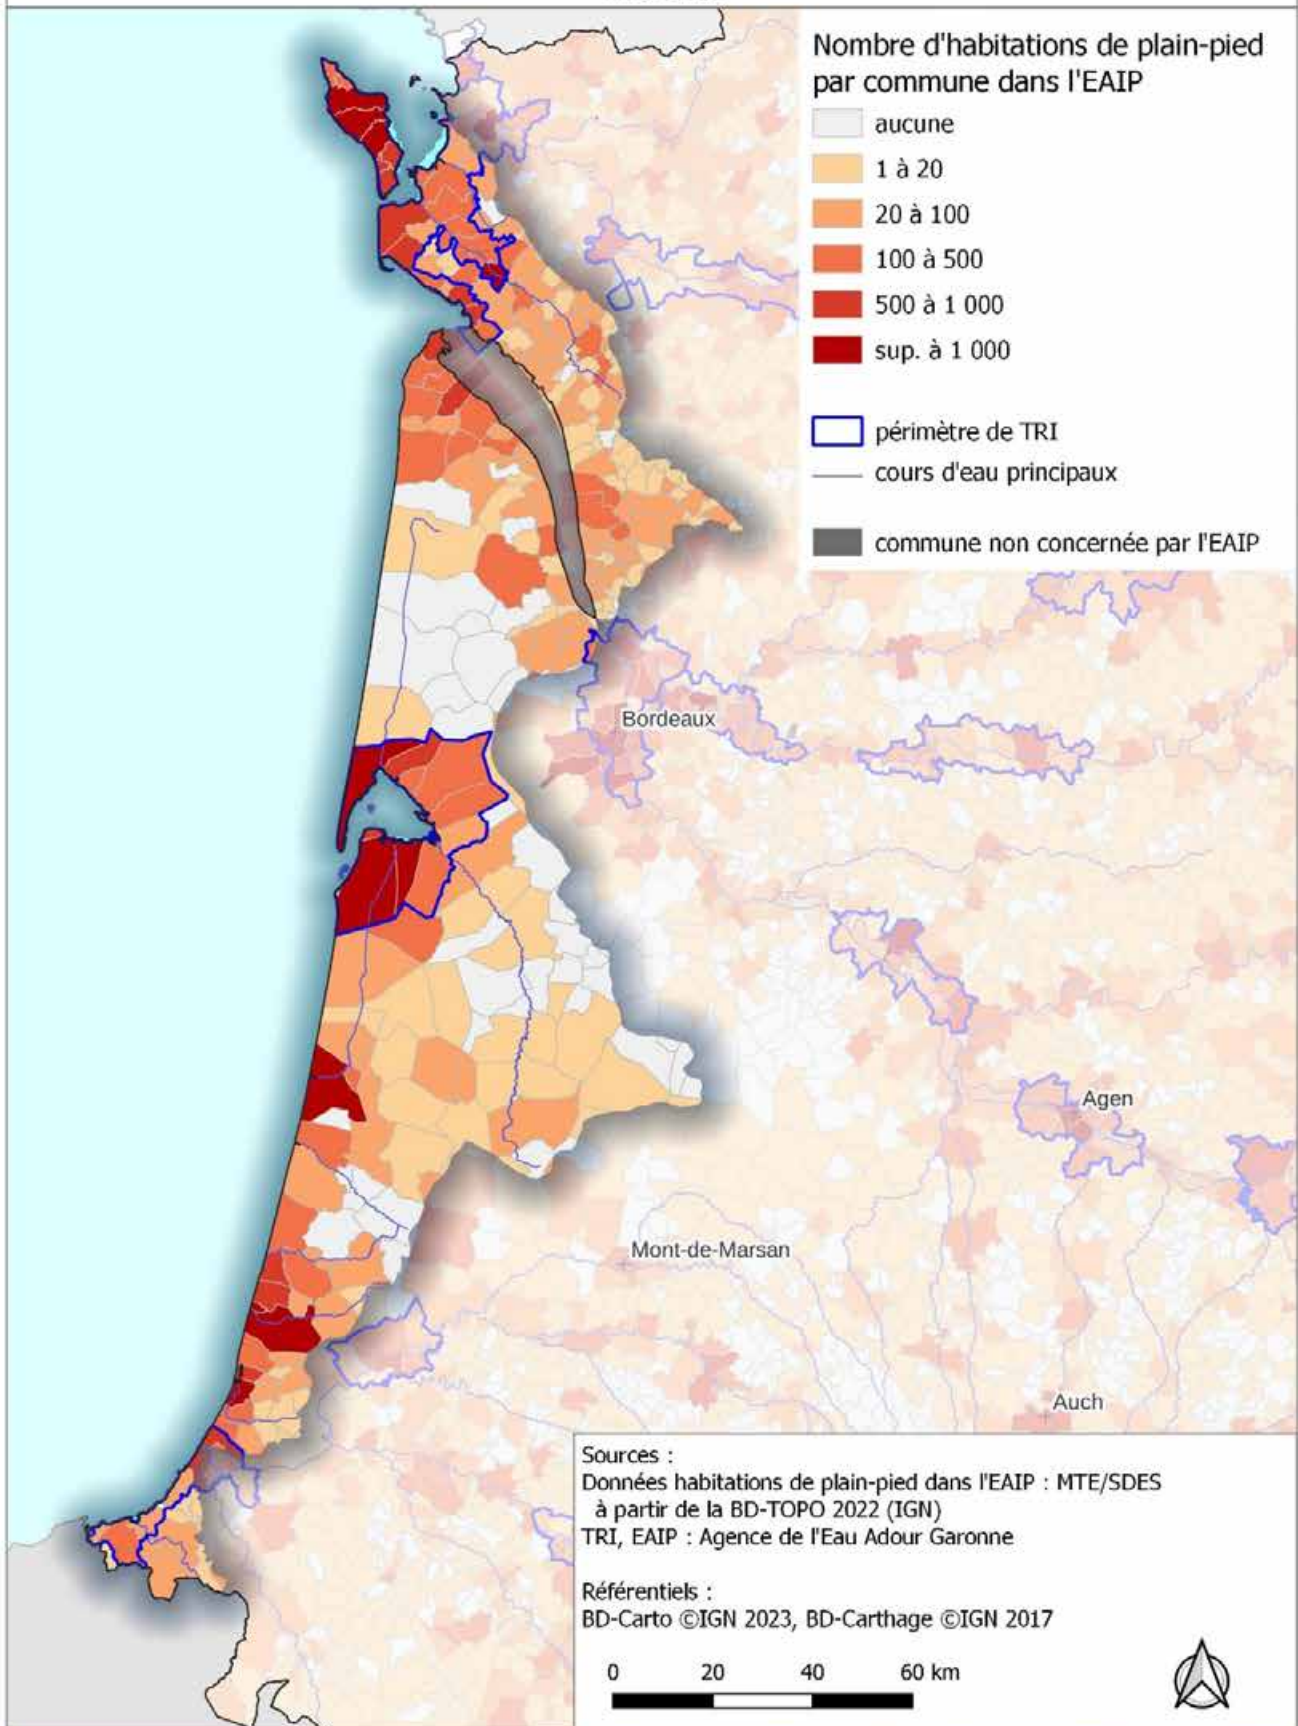 Nombre d'habitations de plain-pied
par commune dans l'EAIP
aucune
1 à 20
20 à 100
100 à 500
500 à 1 000
sup. à 1 000
périmètre de TRI
cours d'eau principaux
commune non concernée par l'EAIP
Bordeaux
Agen
Mont-de-Marsan
Auch
Sources :
Données habitations de plain-pied dans l'EAIP : MTE/SDES
à partir de la BD-TOPO 2022 (IGN)
TRI, EAIP : Agence de l'Eau Adour Garonne
Référentiels :
BD-Carto ©IGN 2023, BD-Carthage ©IGN 2017
0 20 40 60 km